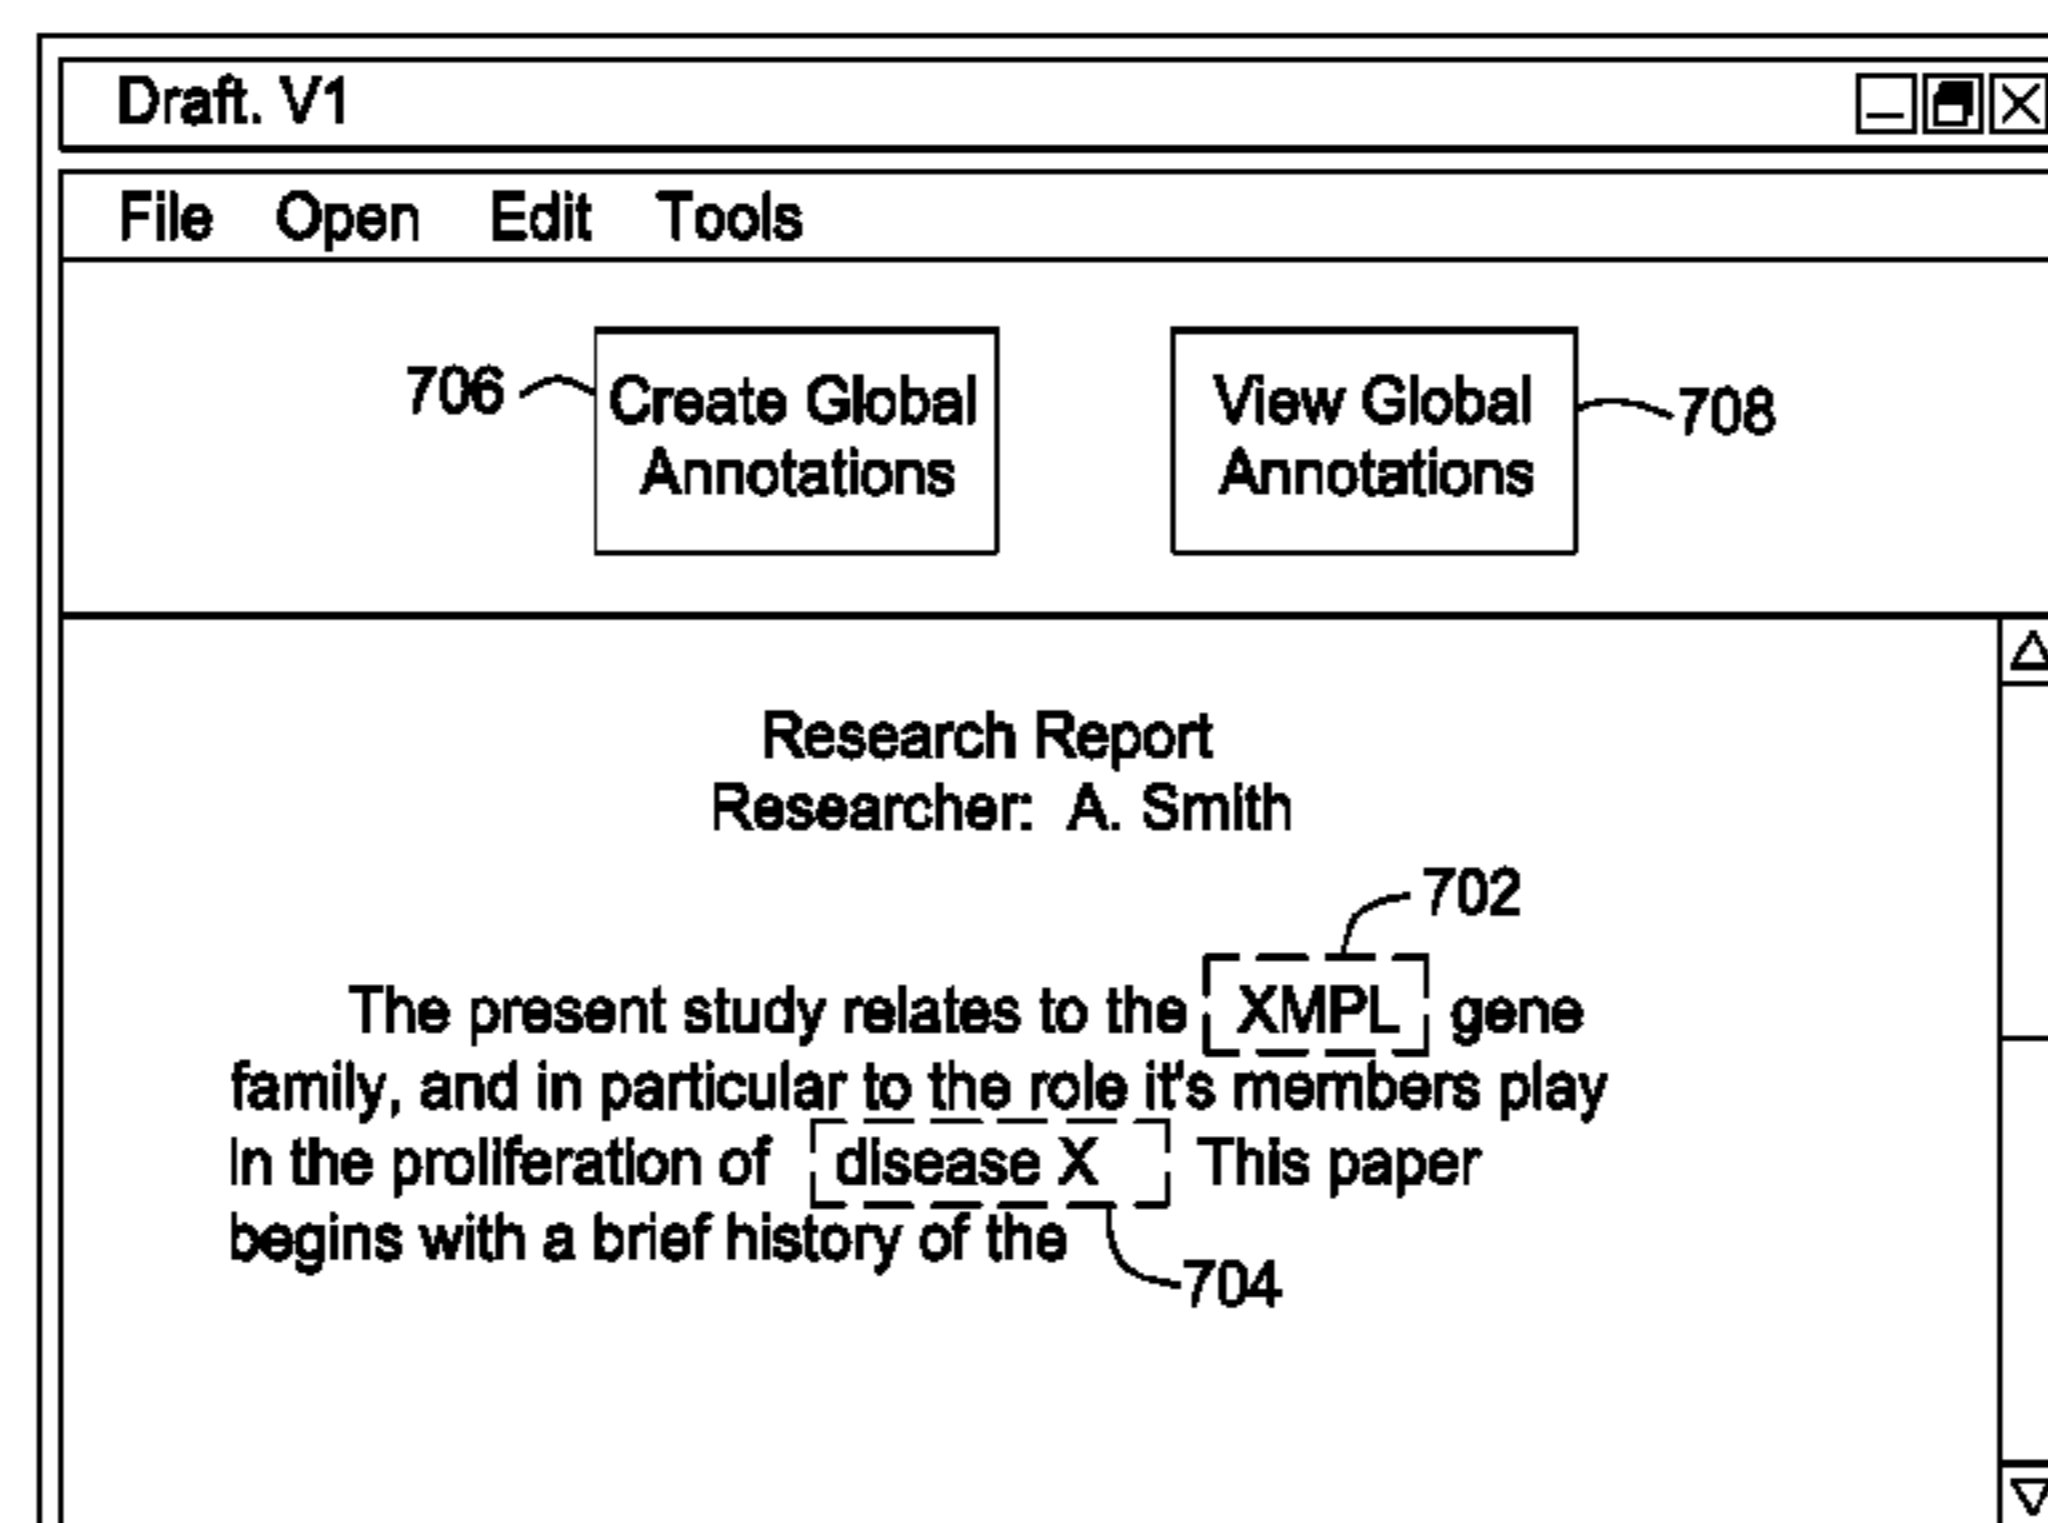 Draft. V1
File Open Edit Tools
706 Create Global Annotations
View Global Annotations 708
Research Report
Researcher: A. Smith
702
The present study relates to the XMPL gene
family, and in particular to the role it's members play
in the proliferation of disease X This paper
begins with a brief history of the
704